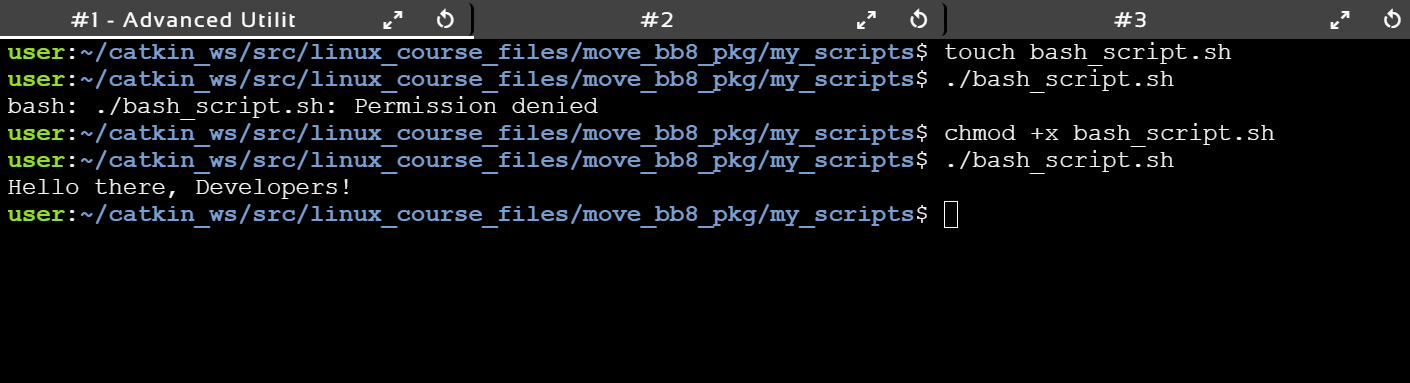 #1 - Advanced Utilit
#2
#3
user:~/catkin_ws/src/linux_course_files/move_bb8_pkg/my_scripts$ touch bash_script.sh
user:~/catkin_ws/src/linux_course_files/move_bb8_pkg/my_scripts$ ./bash_script.sh
bash: ./bash_script.sh: Permission denied
user:~/catkin_ws/src/linux_course_files/move_bb8_pkg/my_scripts$ chmod +x bash_script.sh
user:~/catkin_ws/src/linux_course_files/move_bb8_pkg/my_scripts$ ./bash_script.sh
Hello there, Developers!
user:~/catkin_ws/src/linux_course_files/move_bb8_pkg/my_scripts$